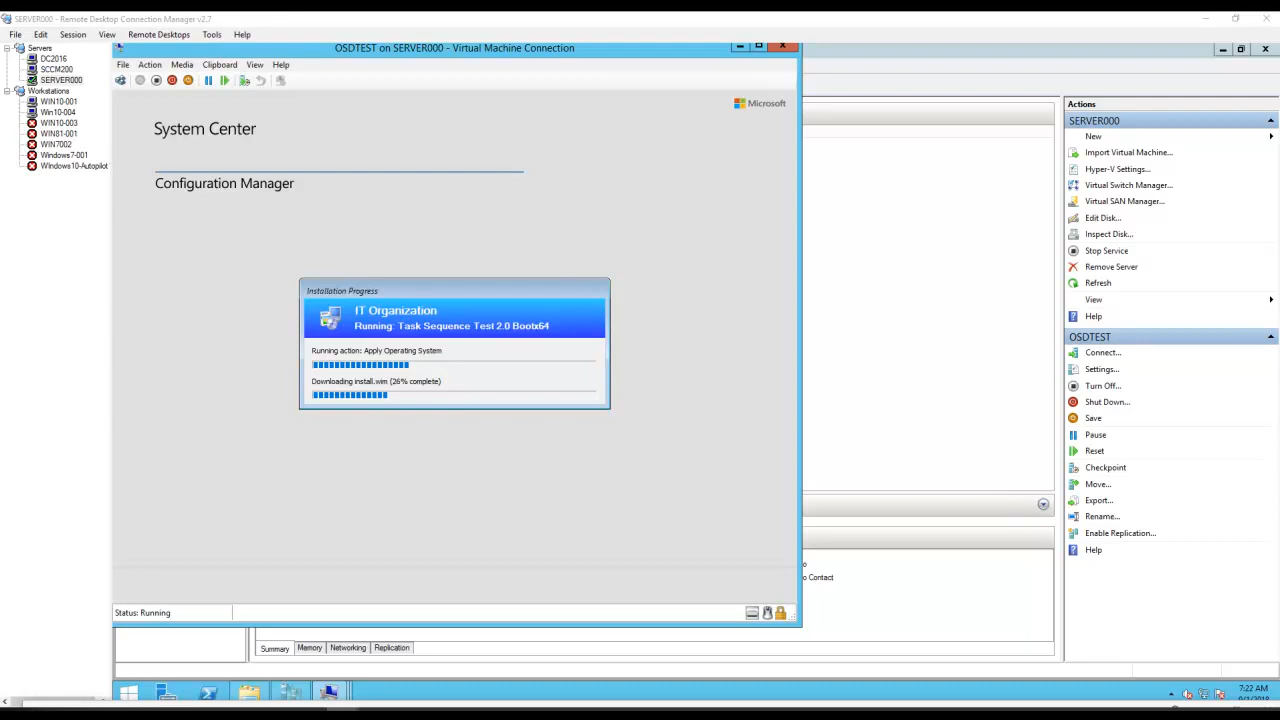 SERVER000 - Remote Desktop Connection Manager v2.7
File Edit Session View Remote Desktops Tools Help
Servers
DC2016
SCCM200
SERVER000
Workstations
WIN10-001
Win10-004
WIN10-003
WIN81-001
WIN7002
Windows7-001
Windows10-Autopilot
OSDTEST on SERVER000 - Virtual Machine Connection
File Action Media Clipboard View Help
Microsoft
System Center
Configuration Manager
Installation Progress
IT Organization
Running: Task Sequence Test 2.0 Bootx64
Running action: Apply Operating System
Downloading install.wim (26% complete)
Status: Running
o
o Contact
Summary Memory Networking Replication
Actions
SERVER000
New
Import Virtual Machine...
Hyper-V Settings...
Virtual Switch Manager...
Virtual SAN Manager...
Edit Disk...
Inspect Disk...
Stop Service
Remove Server
Refresh
View
Help
OSDTEST
Connect...
Settings...
Turn Off...
Shut Down...
Save
Pause
Reset
Checkpoint
Move...
Export...
Rename...
Enable Replication...
Help
7:22 AM